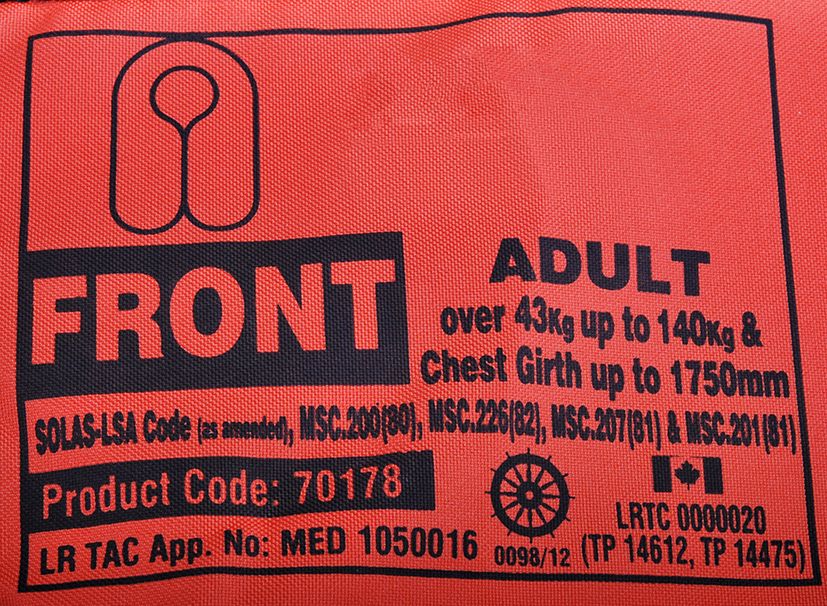 FRONT
ADULT
over 43Kg up to 140Kg &
Chest Girth up to 1750mm
SOLAS-LSA Code (as amended), MSC.200(80), MSC.226(82), MSC.207(81) & MSC.201(81)
Product Code: 70178
LR TAC App. No: MED 1050016
0098/12
LRTC 0000020
(TP 14612, TP 14475)